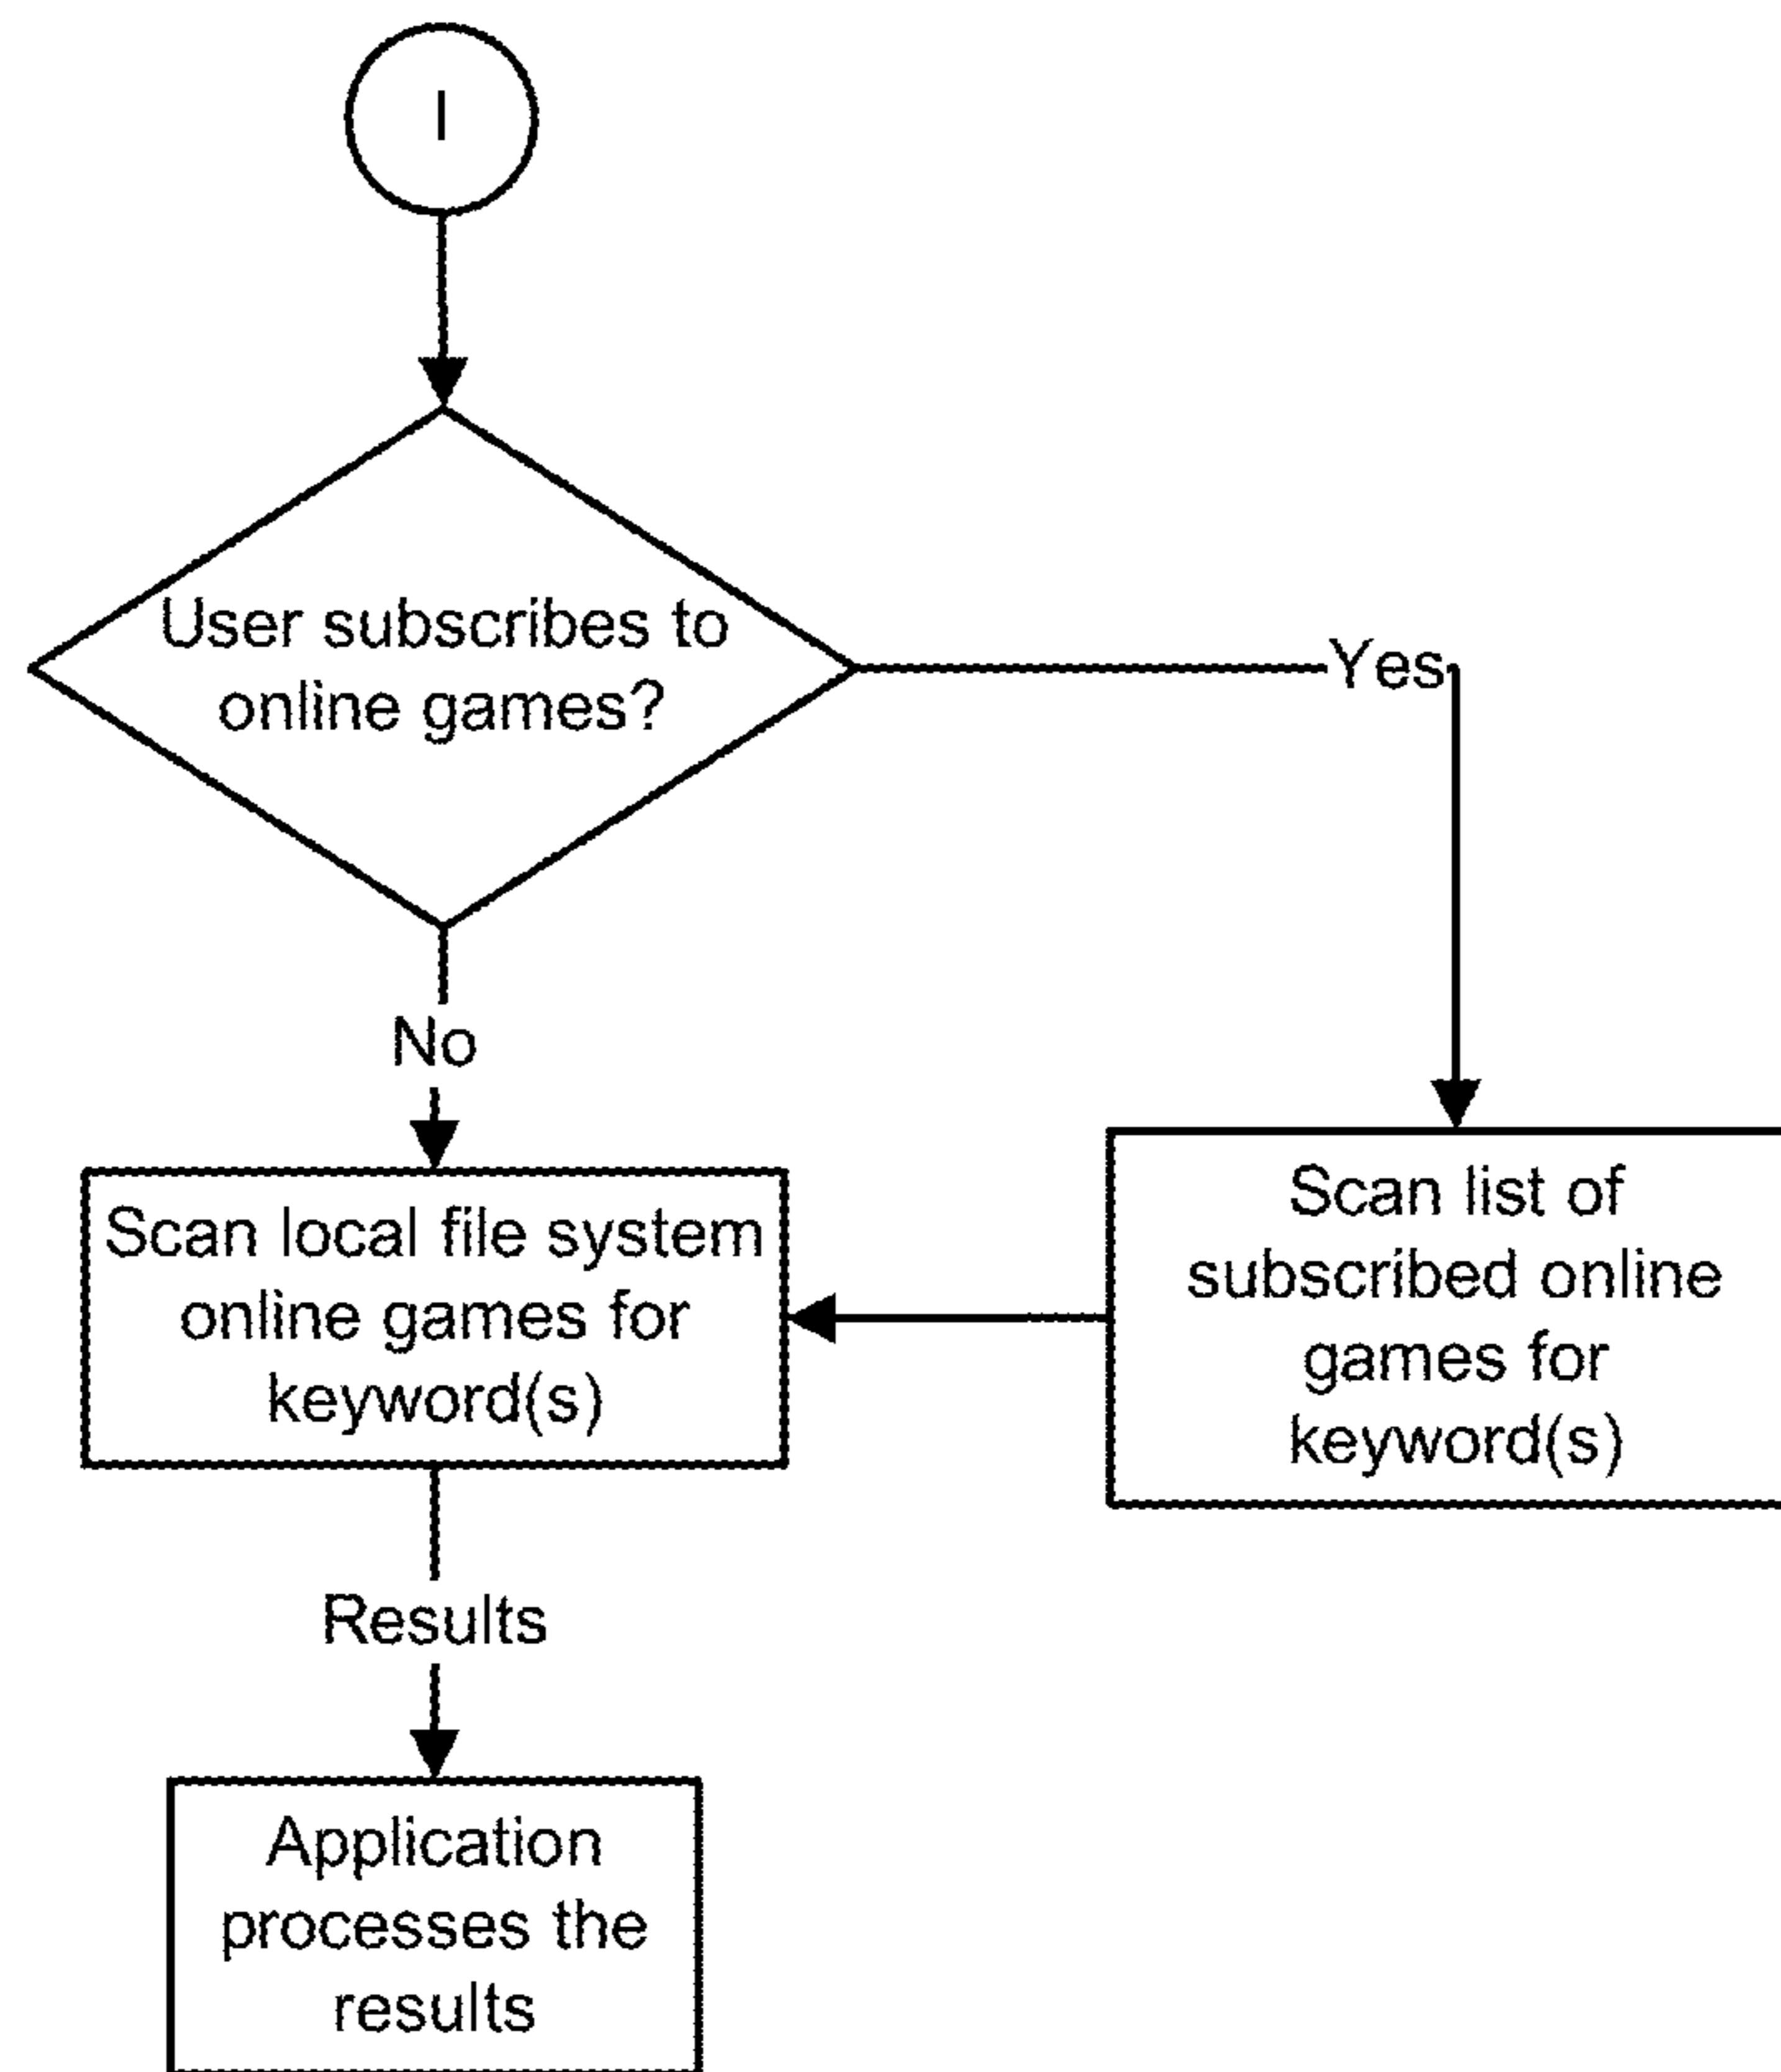 I
User subscribes to
online games?
Yes
No
Scan local file system
online games for
keyword(s)
Scan list of
subscribed online
games for
keyword(s)
Results
Application
processes the
results